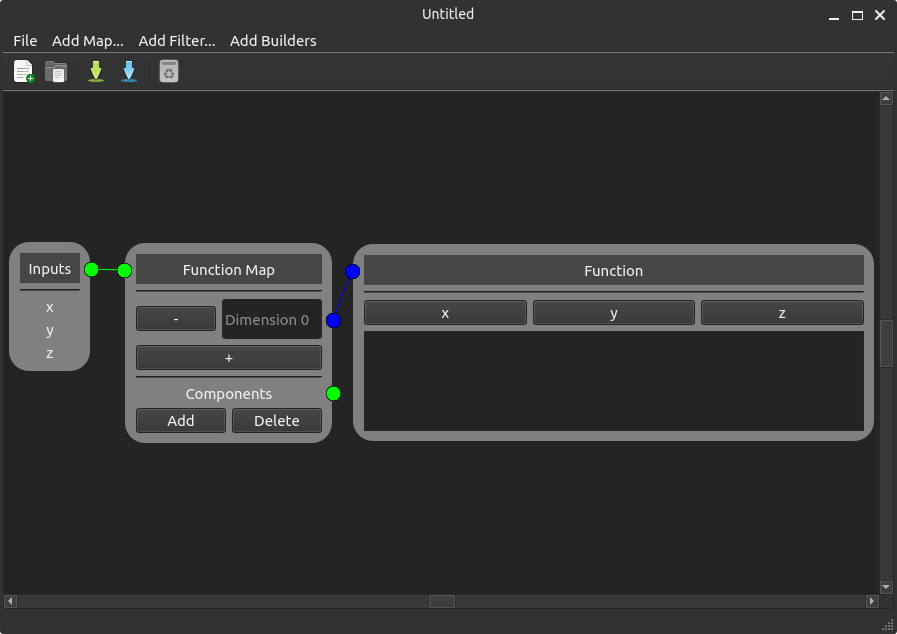 Untitled
File Add Map... Add Filter... Add Builders
Inputs
x
y
z
Function Map
- Dimension 0
+
Components
Add Delete
Function
x y z